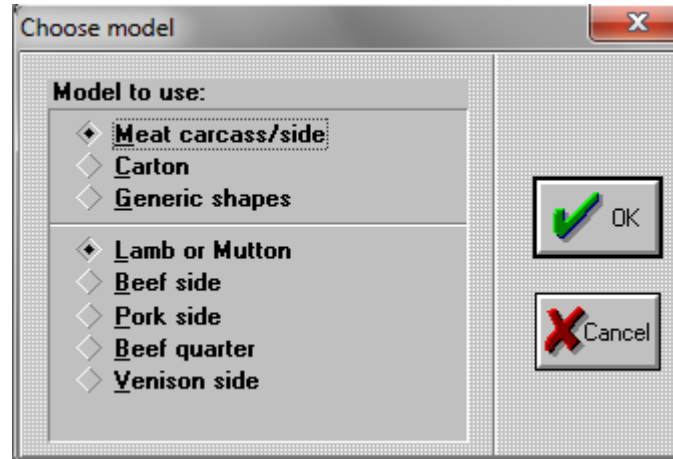 Choose model
Model to use:
Meat carcass/side
Carton
Generic shapes
Lamb or Mutton
Beef side
Pork side
Beef quarter
Venison side
OK
Cancel